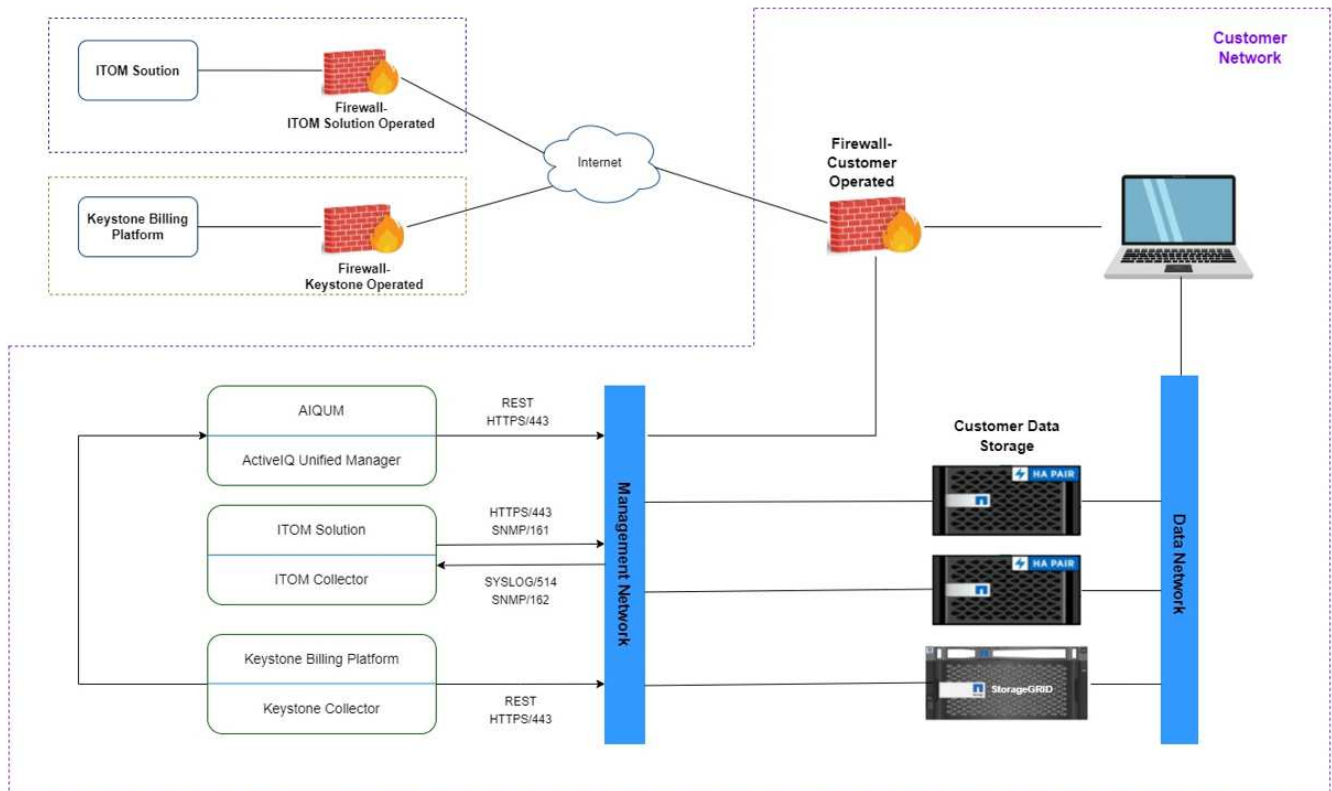 Customer
Network
ITOM Soution
Firewall-
ITOM Solution Operated
Internet
Firewall-
Customer
Operated
Keystone Billing
Platform
Firewall-
Keystone Operated
AIQUM
ActiveIQ Unified Manager
REST
HTTPS/443
ITOM Solution
ITOM Collector
HTTPS/443
SNMP/161
SYSLOG/514
SNMP/162
Keystone Billing Platform
Keystone Collector
REST
HTTPS/443
Management Network
Customer Data
Storage
HA PAIR
HA PAIR
StorageGRID
Data Network